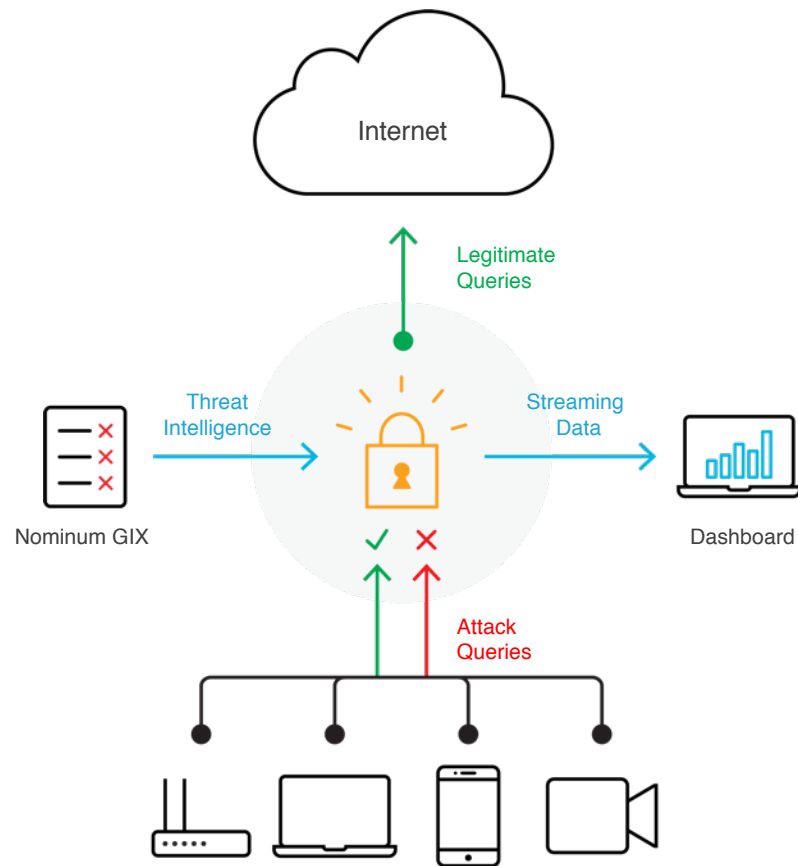 Internet
Legitimate
Queries
Threat
Intelligence
Streaming
Data
Nominum GIX
Dashboard
Attack
Queries